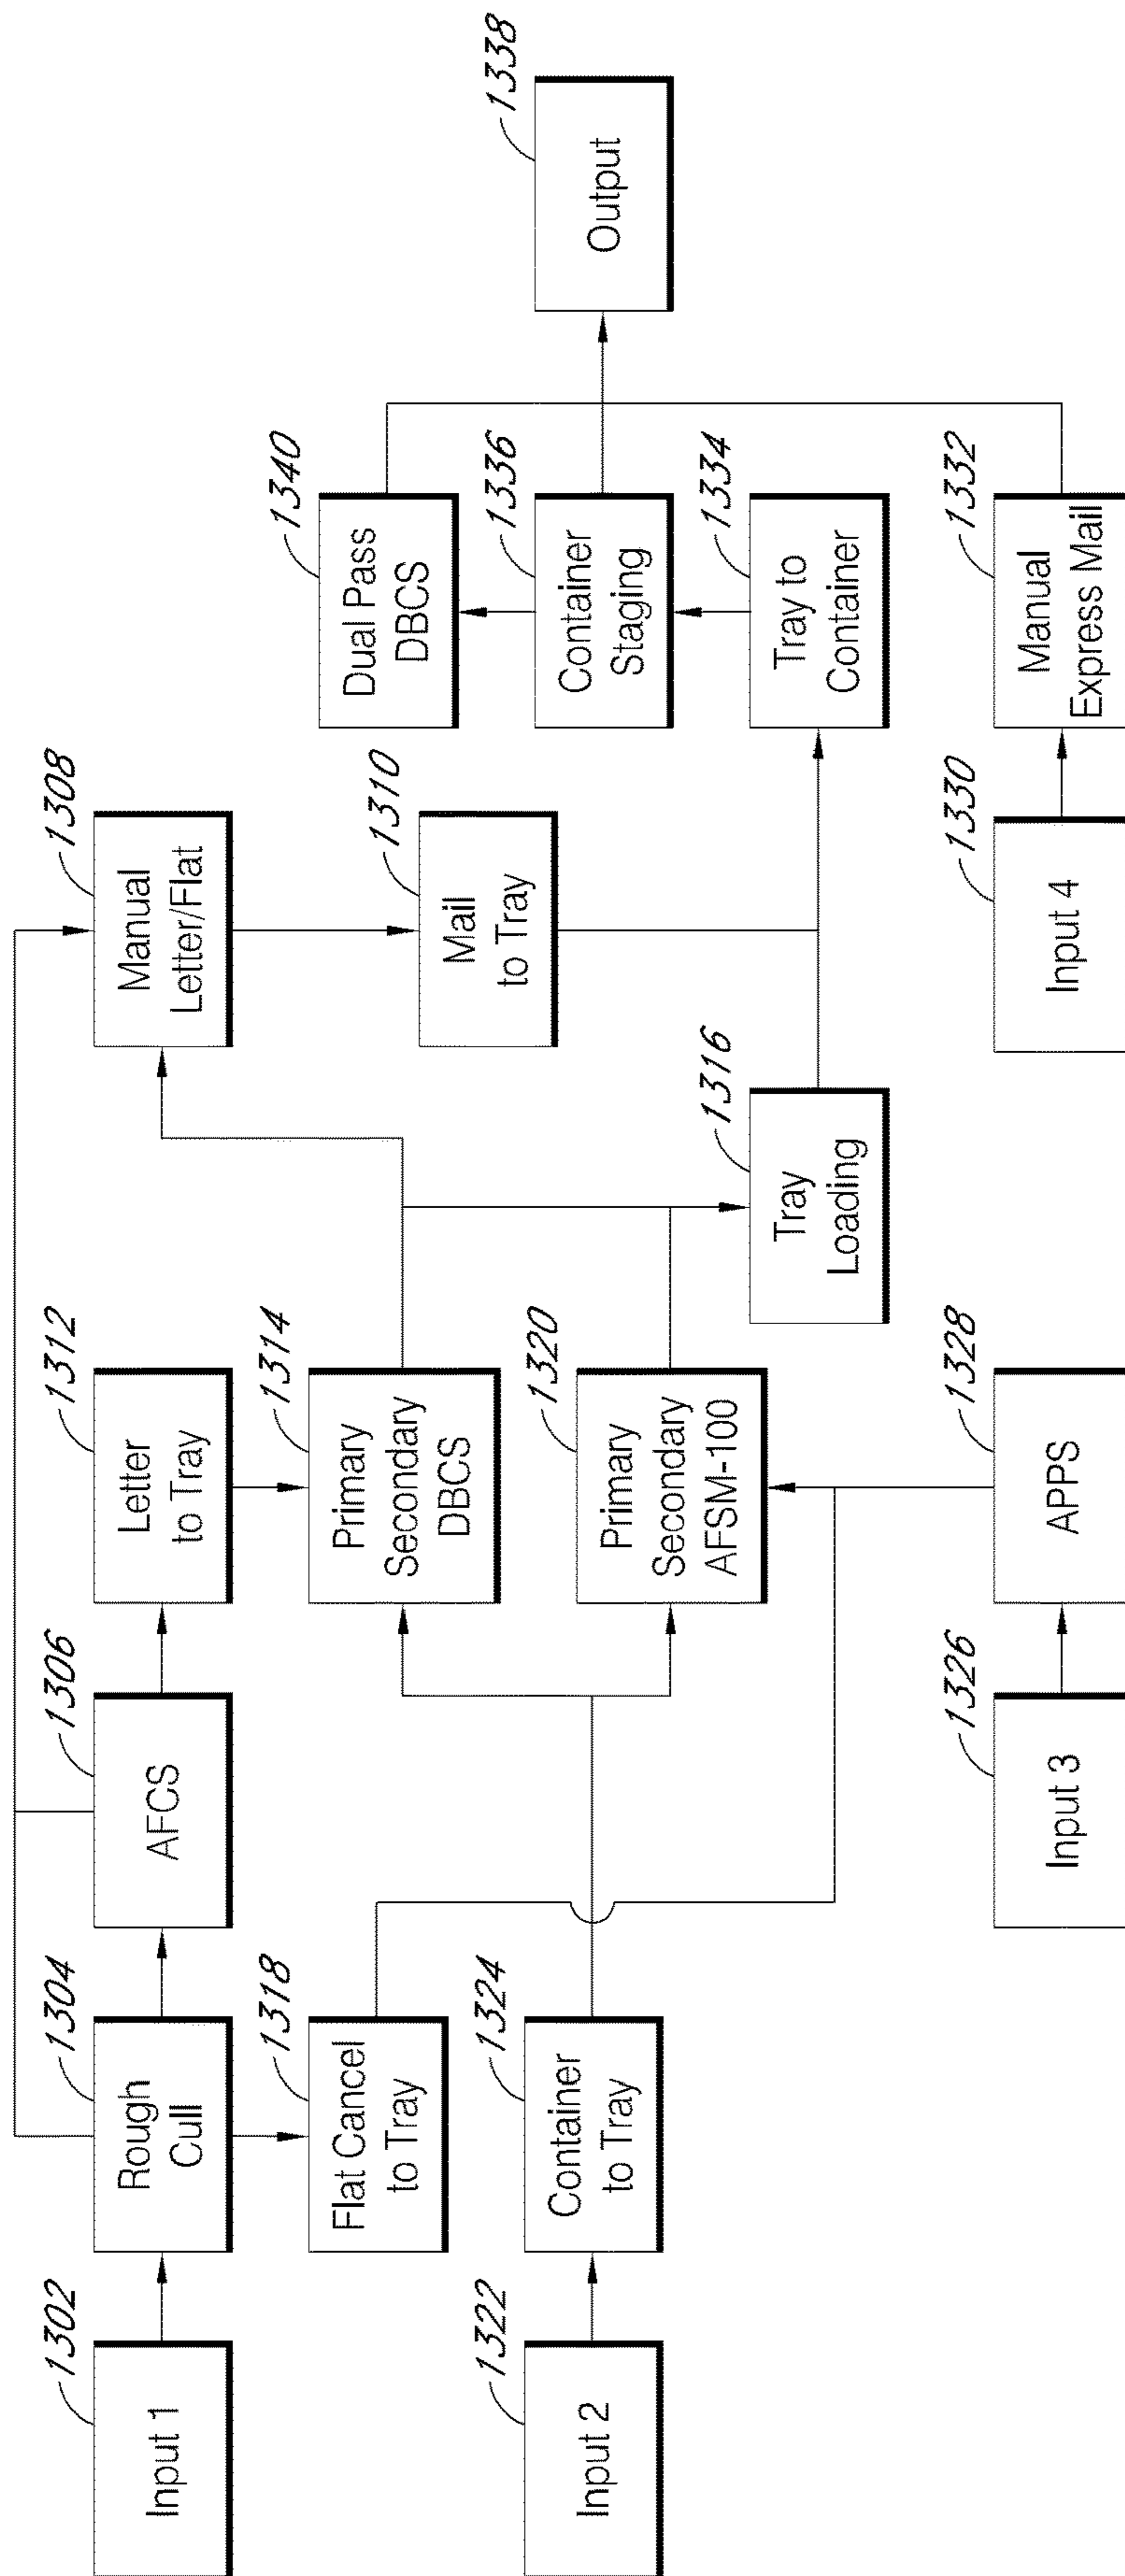 1302
Input 1
1304
Rough
Cull
1306
AFCS
1312
Letter
to Tray
1308
Manual
Letter/Flat
1318
Flat Cancel
to Tray
1314
Primary
Secondary
DBCS
1310
Mail
to Tray
1340
Dual Pass
DBCS
1322
Input 2
1324
Container
to Tray
1320
Primary
Secondary
AFSM-100
1336
Container
Staging
1338
Output
1316
Tray
Loading
1334
Tray to
Container
1326
Input 3
1328
APPS
1330
Input 4
1332
Manual
Express Mail